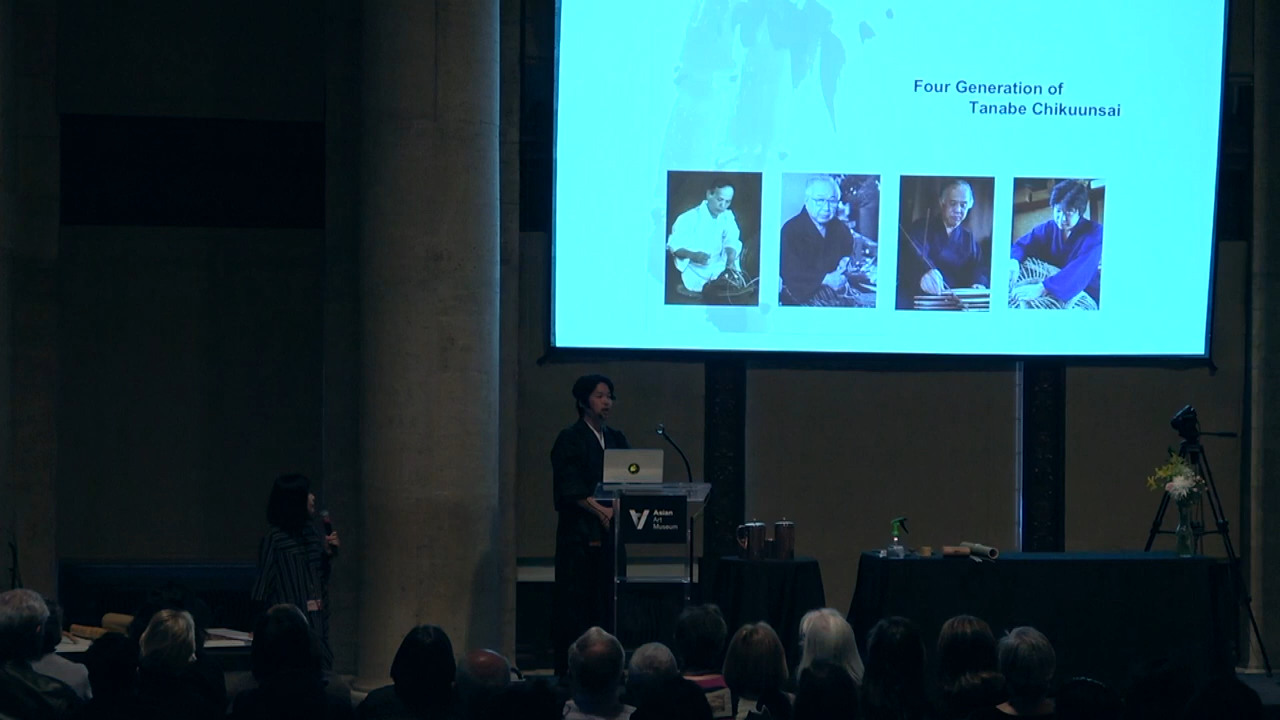 Four Generation of
Tanabe Chikuunsai
Asian
Art
Museum